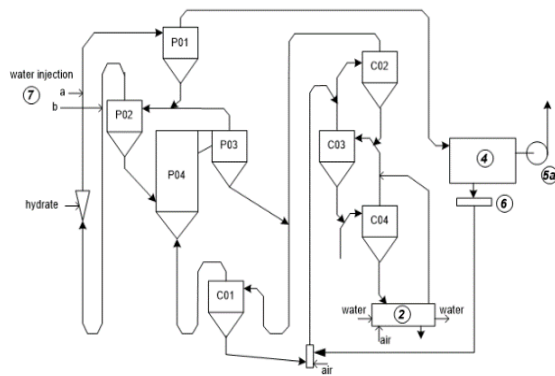 P01
C02
water injection
7
a
b
P02
P03
C03
4
5a
P04
6
hydrate
C04
C01
water
2
water
air
air